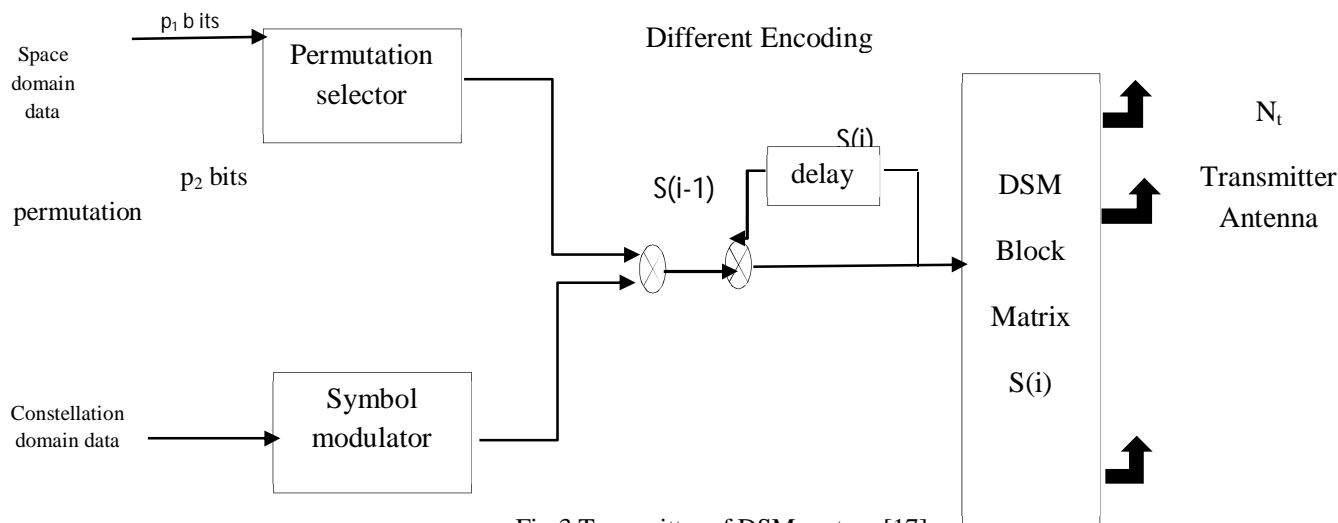 p₁ b its
Space
domain
data
Permutation
selector
Different Encoding
p₂ bits
permutation
S(i-1)
S(i)
delay
DSM
Block
Matrix
S(i)
Nₜ
Transmitter
Antenna
Constellation
domain data
Symbol
modulator